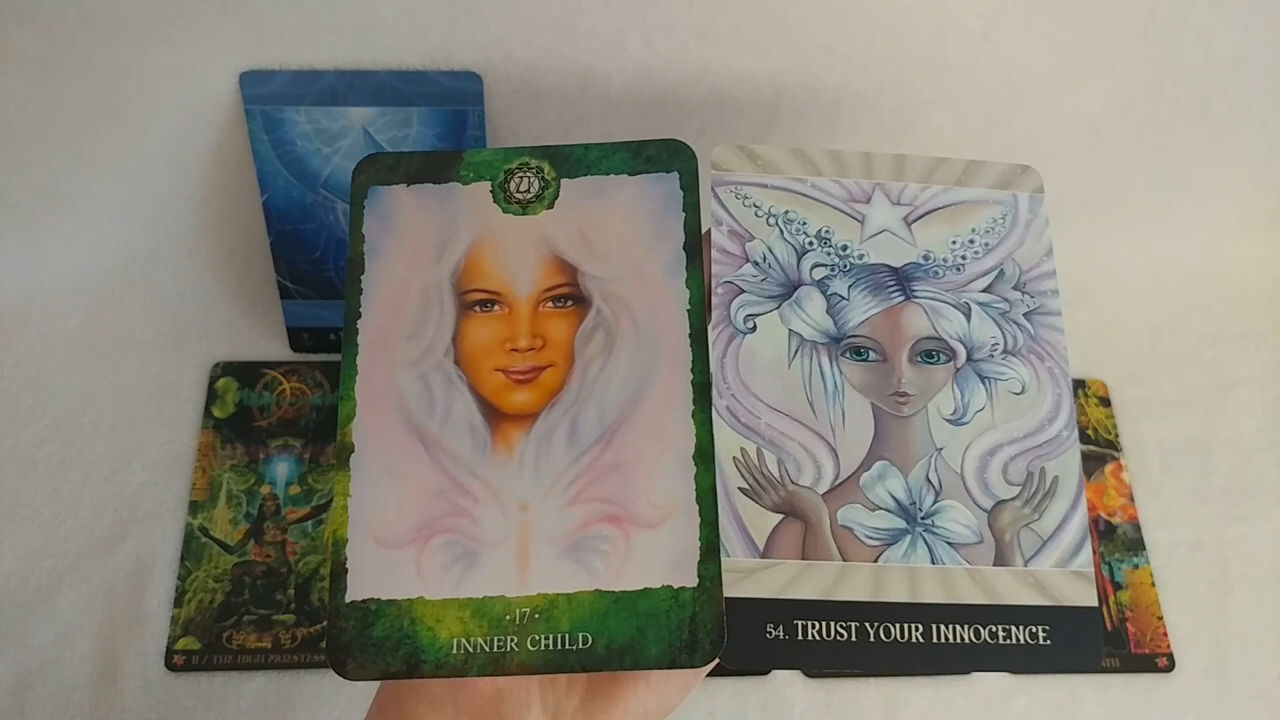 · 17 ·
INNER CHILD
54. TRUST YOUR INNOCENCE
II / THE HIGH PRIESTESS